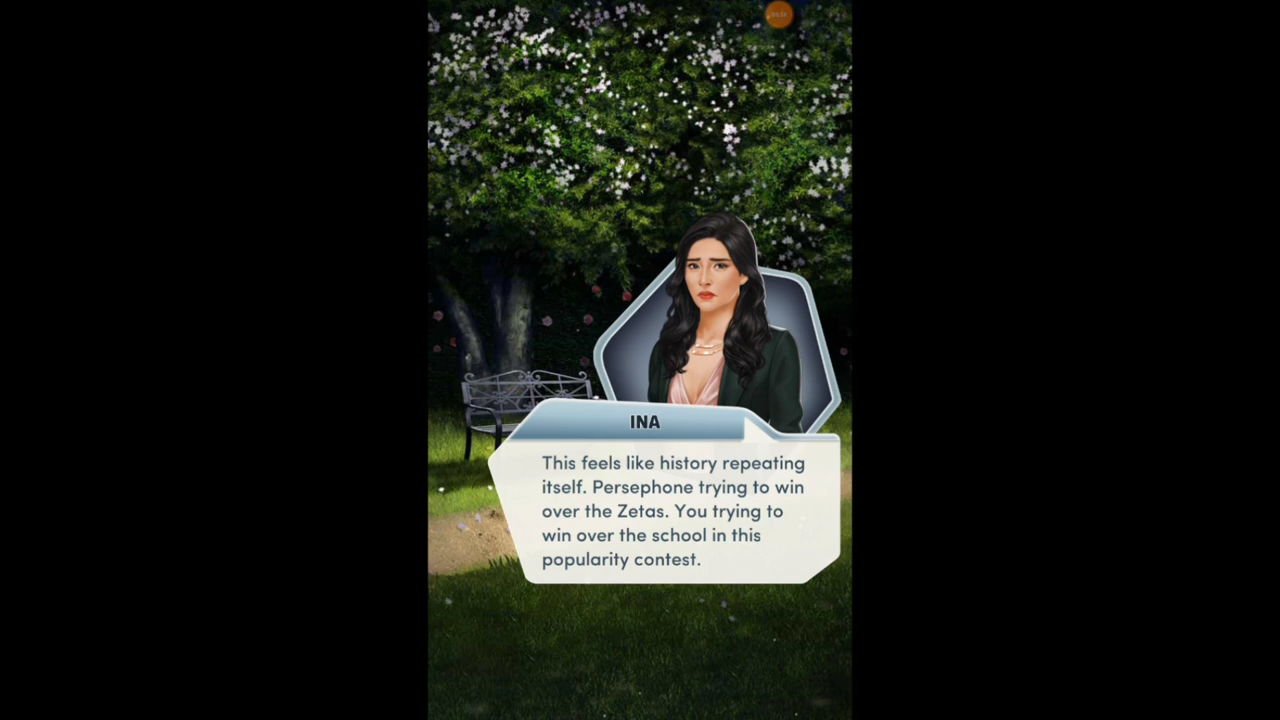 INA
This feels like history repeating
itself. Persephone trying to win
over the Zetas. You trying to
win over the school in this
popularity contest.